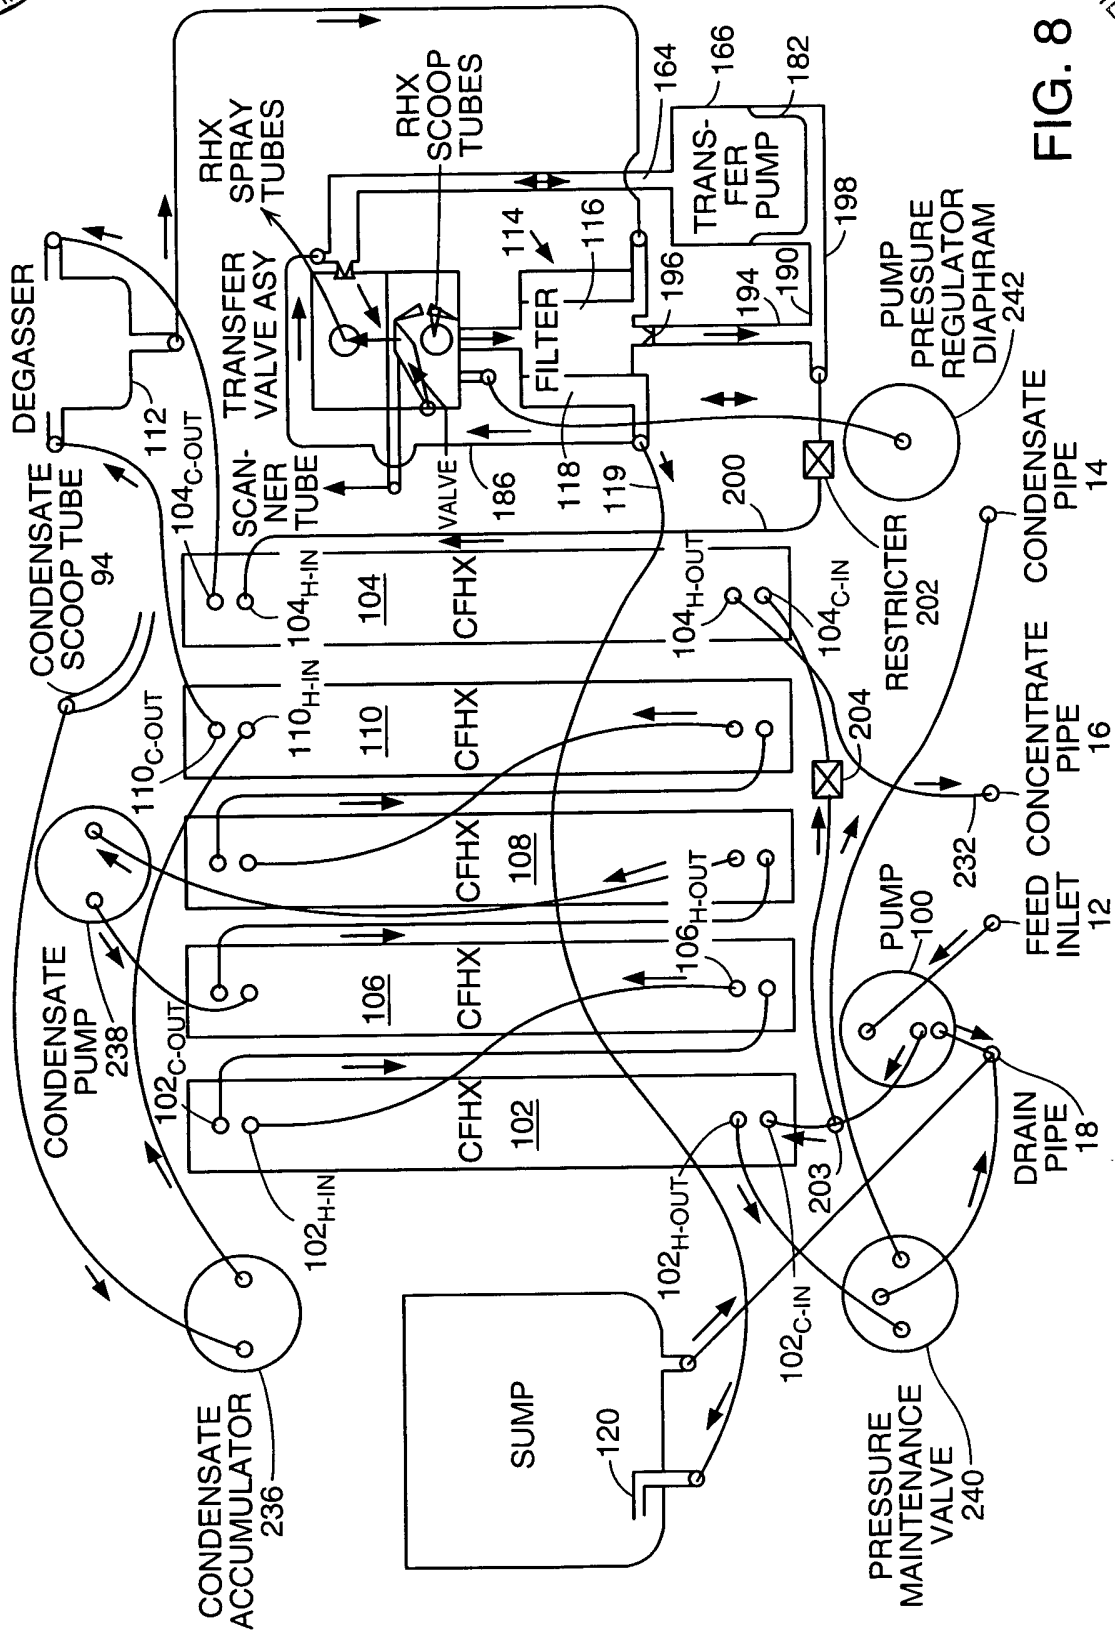 FIG. 8
DEGASSER
112
CONDENSATE
SCOOP TUBE
94
104C-OUT
110C-OUT
CONDENSATE
PUMP
238
102C-OUT
CONDENSATE
ACCUMULATOR
236
RHX
SPRAY
TUBES
RHX
SCOOP
TUBES
TRANSFER
VALVE ASY
SCAN-
NER
TUBE
VALVE
186
114
116
FILTER
118
119
164
166
182
TRANS-
FER
PUMP
196
194
190
198
200
104H-IN
104
CFHX
104H-OUT
104C-IN
110H-IN
110
CFHX
CFHX
108
106
CFHX
106H-OUT
CFHX
102
102H-IN
102H-OUT
102C-IN
203
204
RESTRICTER
202
PUMP
PRESSURE
REGULATOR
DIAPHRAM
242
CONDENSATE
PIPE
14
CONCENTRATE
PIPE
16
232
FEED
INLET
12
PUMP
100
DRAIN
PIPE
18
SUMP
120
PRESSURE
MAINTENANCE
VALVE
240